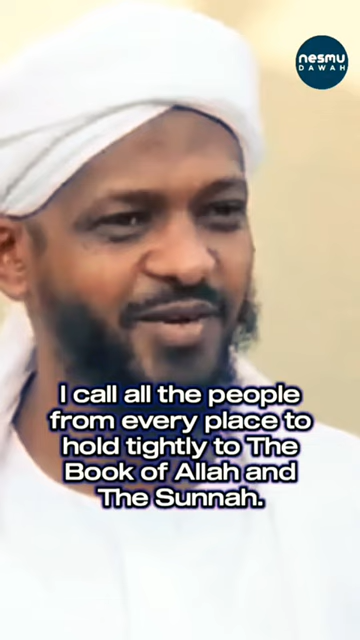 nesmu
DAWAH
I call all the people
from every place to
hold tightly to The
Book of Allah and
The Sunnah.